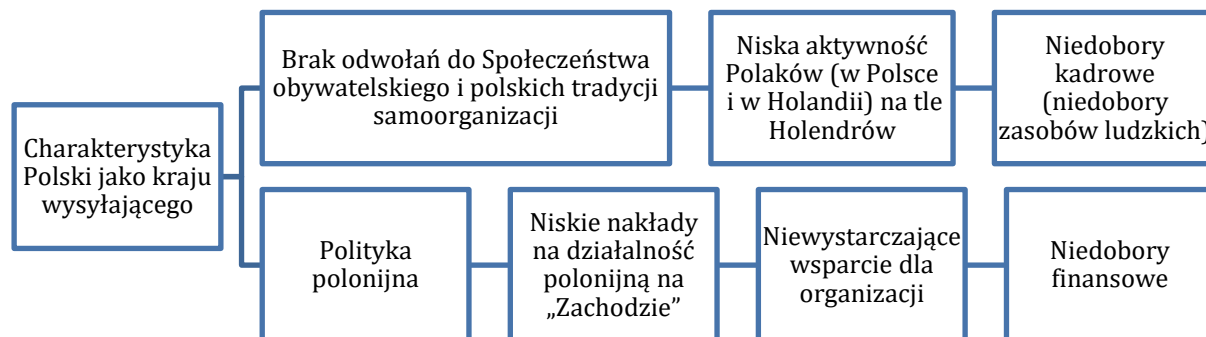 Charakterystyka
Polski jako kraju
wysyłającego
Brak odwołań do Społeczeństwa
obywatelskiego i polskich tradycji
samoorganizacji
Niska aktywność
Polaków (w Polsce
i w Holandii) na tle
Holendrów
Niedobory
kadrowe
(niedobory
zasobów ludzkich)
Polityka
polonijna
Niskie nakłady
na działalność
polonijną na
„Zachodzie”
Niewystarczające
wsparcie dla
organizacji
Niedobory
finansowe